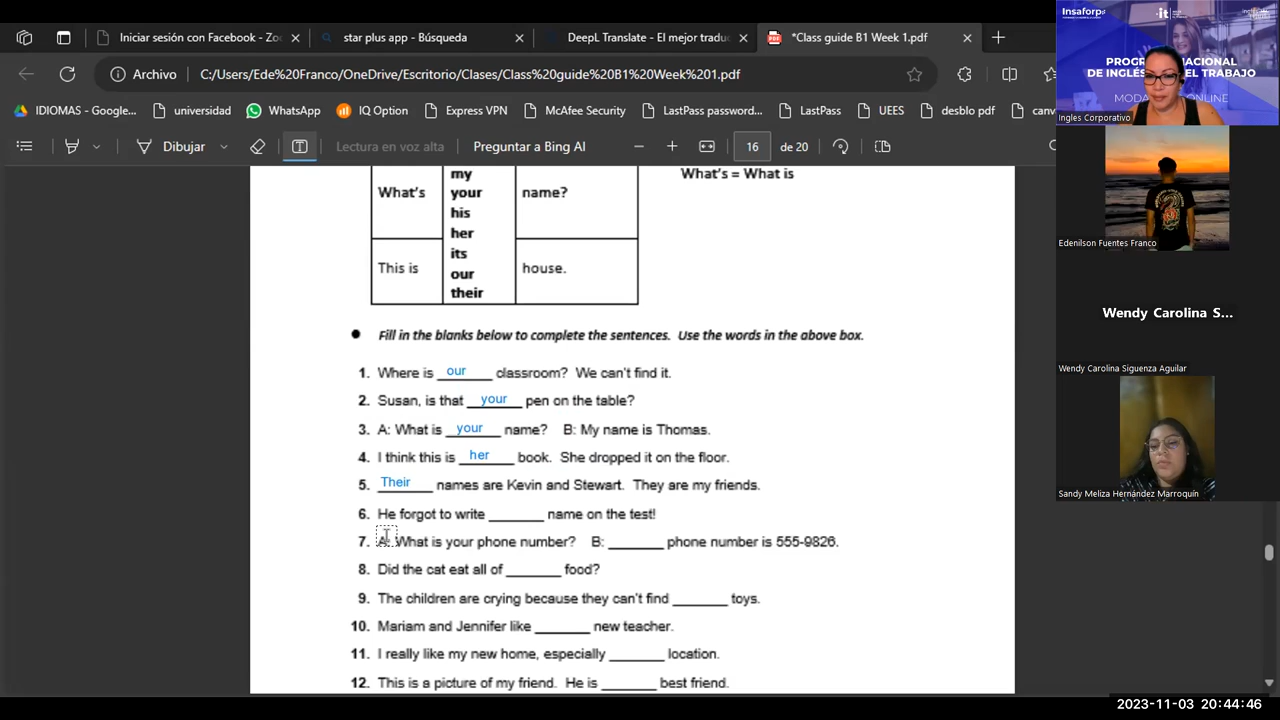 Iniciar sesión con Facebook - Zoo
star plus app - Búsqueda
DeepL Translate - El mejor traduc
*Class guide B1 Week 1.pdf
Archivo
C:/Users/Ede%20Franco/OneDrive/Escritorio/Clases/Class%20guide%20B1%20Week%201.pdf
IDIOMAS - Google...
universidad
WhatsApp
IQ Option
Express VPN
McAfee Security
LastPass password...
LastPass
UEES
desblo pdf
canv
Dibujar
Lectura en voz alta
Preguntar a Bing AI
16
de 20
What's
my
your
his
her
its
our
their
name?
This is
house.
What's = What is
Fill in the blanks below to complete the sentences. Use the words in the above box.
1. Where is our classroom? We can't find it.
2. Susan, is that your pen on the table?
3. A: What is your name? B: My name is Thomas.
4. I think this is her book. She dropped it on the floor.
5. Their names are Kevin and Stewart. They are my friends.
6. He forgot to write ______ name on the test!
7. A: What is your phone number? B: ______ phone number is 555-9826.
8. Did the cat eat all of ______ food?
9. The children are crying because they can't find ______ toys.
10. Mariam and Jennifer like ______ new teacher.
11. I really like my new home, especially ______ location.
12. This is a picture of my friend. He is ______ best friend.
Insaforp
Ingles Corporativo
Edenilson Fuentes Franco
Wendy Carolina S...
Wendy Carolina Siguenza Aguilar
Sandy Meliza Hernández Marroquín
2023-11-03 20:44:46